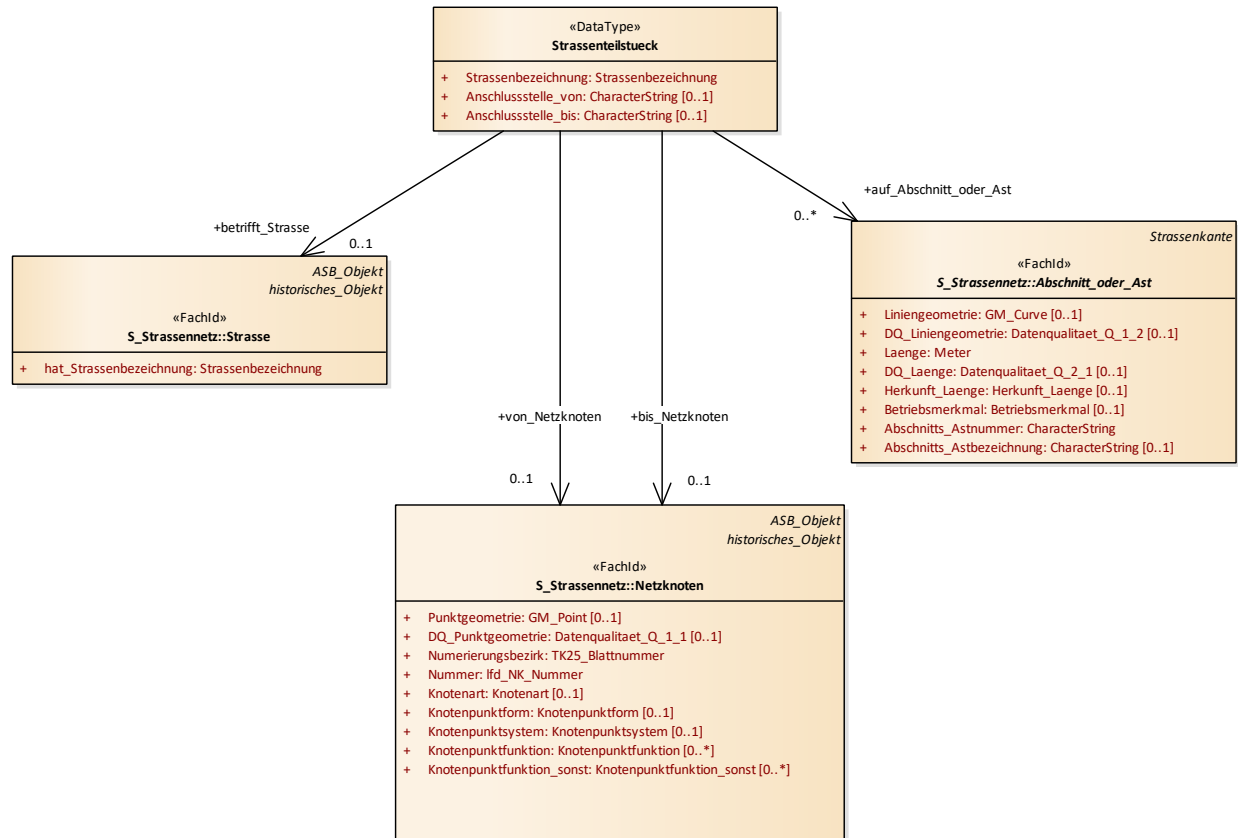 «DataType»
Strassenteilstueck
+ Strassenbezeichnung: Strassenbezeichnung
+ Anschlussstelle_von: CharacterString [0..1]
+ Anschlussstelle_bis: CharacterString [0..1]
+auf_Abschnitt_oder_Ast
0..*
+betrifft_Strasse
0..1
ASB_Objekt
historisches_Objekt
«FachId»
S_Strassennetz::Strasse
+ hat_Strassenbezeichnung: Strassenbezeichnung
Strassenkante
«FachId»
S_Strassennetz::Abschnitt_oder_Ast
+ Liniengeometrie: GM_Curve [0..1]
+ DQ_Liniengeometrie: Datenqualitaet_Q_1_2 [0..1]
+ Laenge: Meter
+ DQ_Laenge: Datenqualitaet_Q_2_1 [0..1]
+ Herkunft_Laenge: Herkunft_Laenge [0..1]
+ Betriebsmerkmal: Betriebsmerkmal [0..1]
+ Abschnitts_Astnummer: CharacterString
+ Abschnitts_Astbezeichnung: CharacterString [0..1]
+von_Netzknoten
+bis_Netzknoten
0..1
0..1
ASB_Objekt
historisches_Objekt
«FachId»
S_Strassennetz::Netzknoten
+ Punktgeometrie: GM_Point [0..1]
+ DQ_Punktgeometrie: Datenqualitaet_Q_1_1 [0..1]
+ Numerierungsbezirk: TK25_Blattnummer
+ Nummer: lfd_NK_Nummer
+ Knotenart: Knotenart [0..1]
+ Knotenpunktform: Knotenpunktform [0..1]
+ Knotenpunktsystem: Knotenpunktsystem [0..1]
+ Knotenpunktfunktion: Knotenpunktfunktion [0..*]
+ Knotenpunktfunktion_sonst: Knotenpunktfunktion_sonst [0..*]